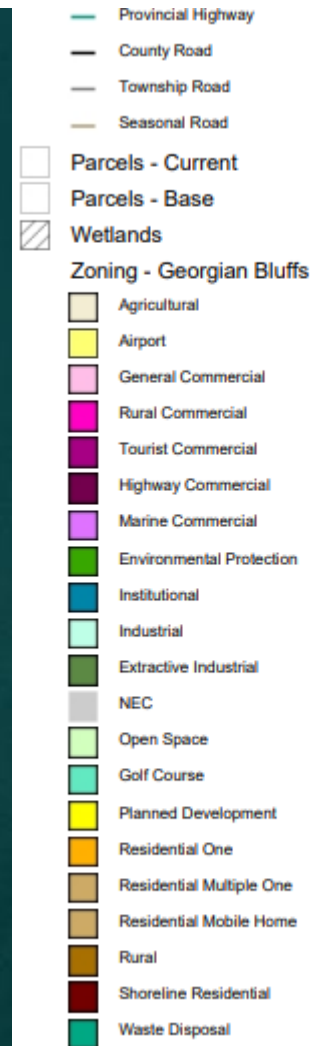 Provincial Highway
County Road
Township Road
Seasonal Road
Parcels - Current
Parcels - Base
Wetlands
Zoning - Georgian Bluffs
Agricultural
Airport
General Commercial
Rural Commercial
Tourist Commercial
Highway Commercial
Marine Commercial
Environmental Protection
Institutional
Industrial
Extractive Industrial
NEC
Open Space
Golf Course
Planned Development
Residential One
Residential Multiple One
Residential Mobile Home
Rural
Shoreline Residential
Waste Disposal